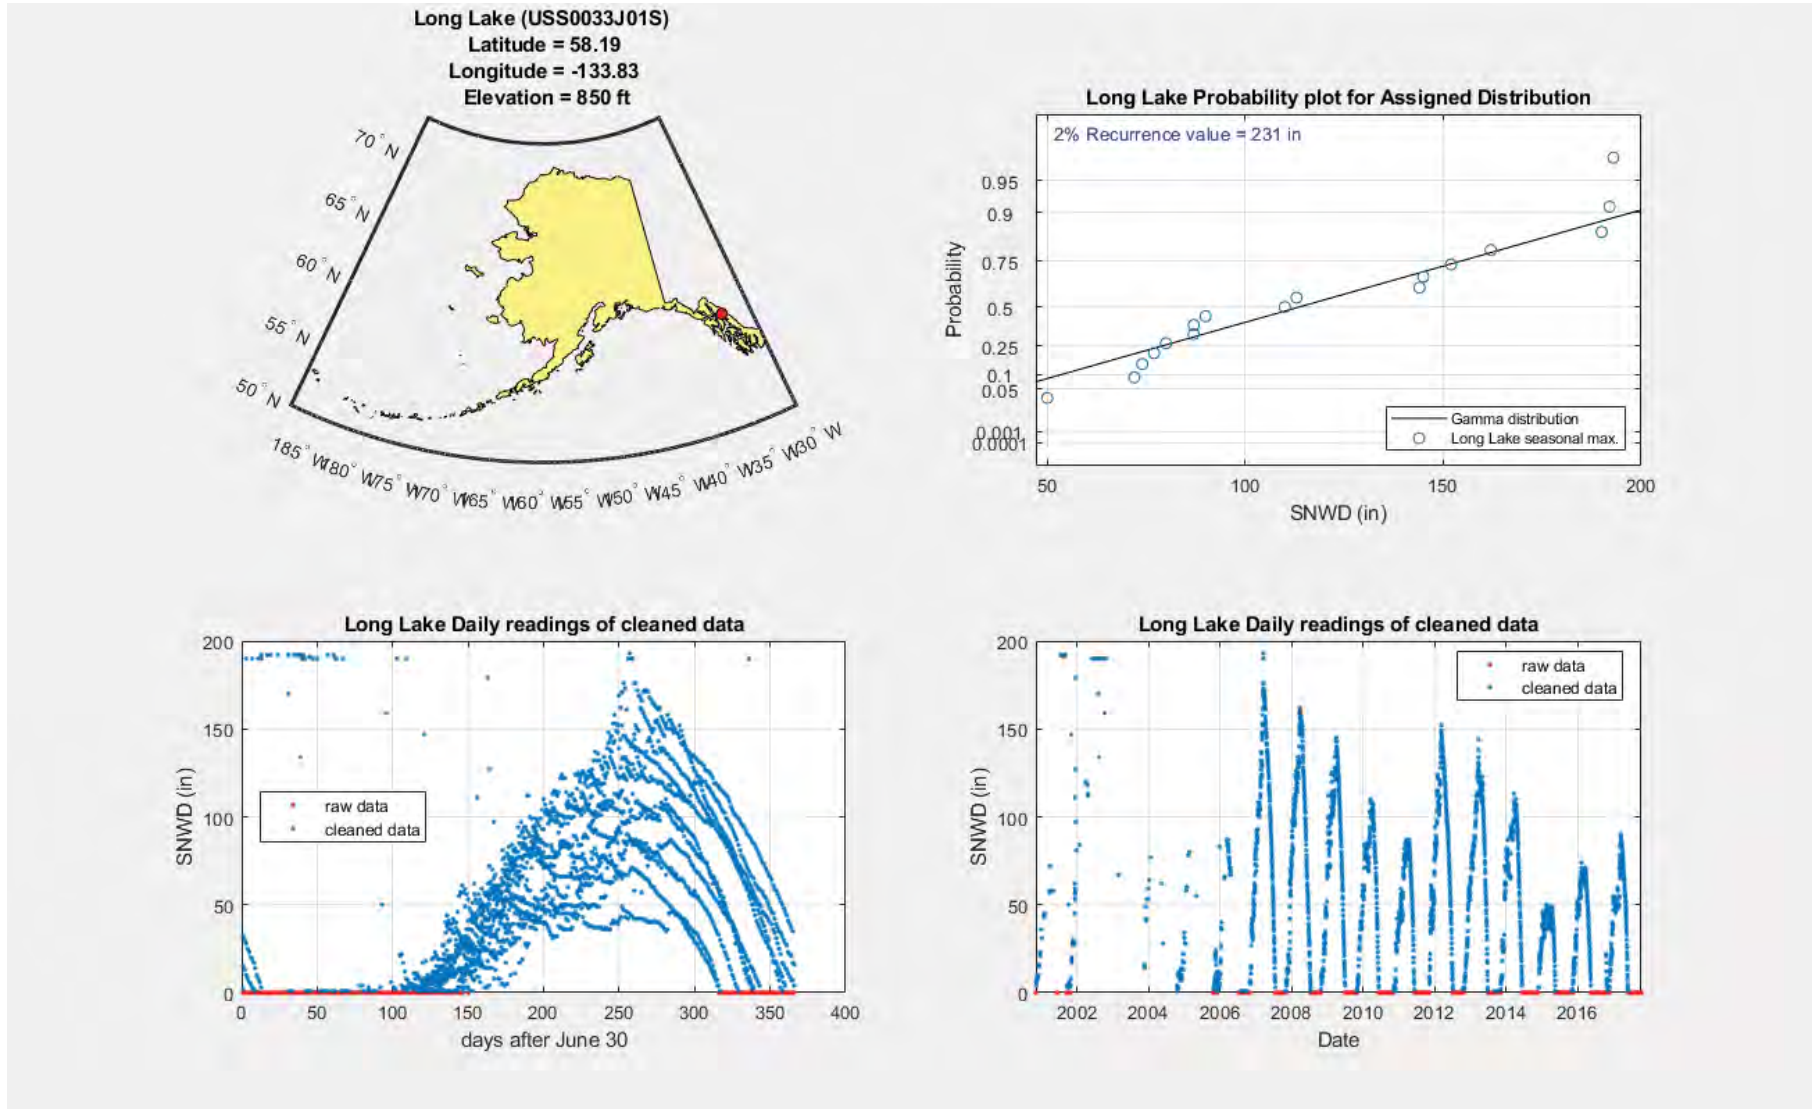 Long Lake (USS0033J01S)
Latitude = 58.19
Longitude = -133.83
Elevation = 850 ft
70° N
65° N
60° N
55° N
50° N
185° W
180° W
175° W
170° W
165° W
160° W
155° W
150° W
145° W
140° W
135° W
130° W
Long Lake Probability plot for Assigned Distribution
2% Recurrence value = 231 in
Probability
0.95
0.9
0.75
0.5
0.25
0.1
0.05
0.001
0.0001
Gamma distribution
Long Lake seasonal max.
50 100 150 200
SNWD (in)
Long Lake Daily readings of cleaned data
SNWD (in)
200
150
100
50
0
raw data
cleaned data
0 50 100 150 200 250 300 350 400
days after June 30
Long Lake Daily readings of cleaned data
SNWD (in)
200
150
100
50
0
raw data
cleaned data
2002 2004 2006 2008 2010 2012 2014 2016
Date